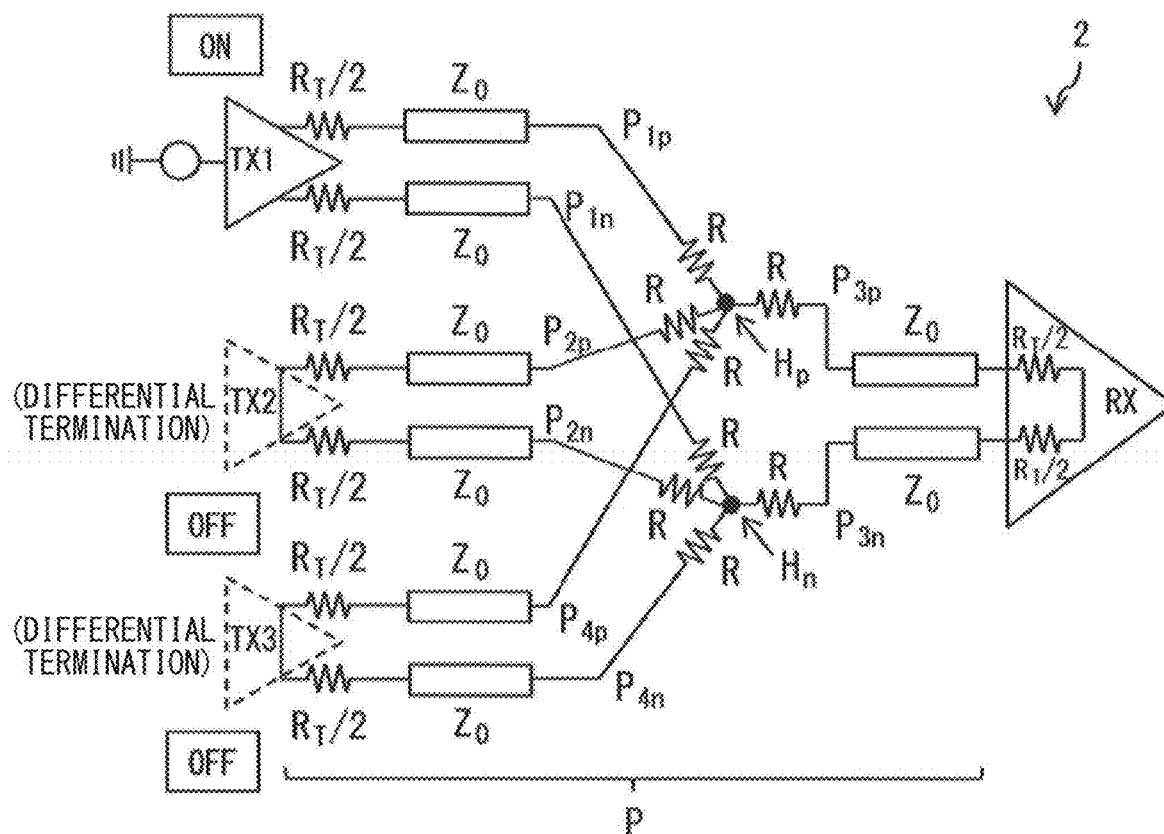 2
ON
R_T/2 Z_0
P_1p
TX1
P_1n
R_T/2 Z_0
R
R
P_3p
R
R_T/2 Z_0
P_2p
R
H_p
Z_0
R_T/2
(DIFFERENTIAL
TERMINATION)
TX2
RX
P_2n
R
R
R_T/2
R_T/2 Z_0
R
Z_0
OFF
P_3n
R_T/2 Z_0
R
H_n
(DIFFERENTIAL
TERMINATION)
TX3
P_4p
P_4n
R_T/2 Z_0
OFF
P